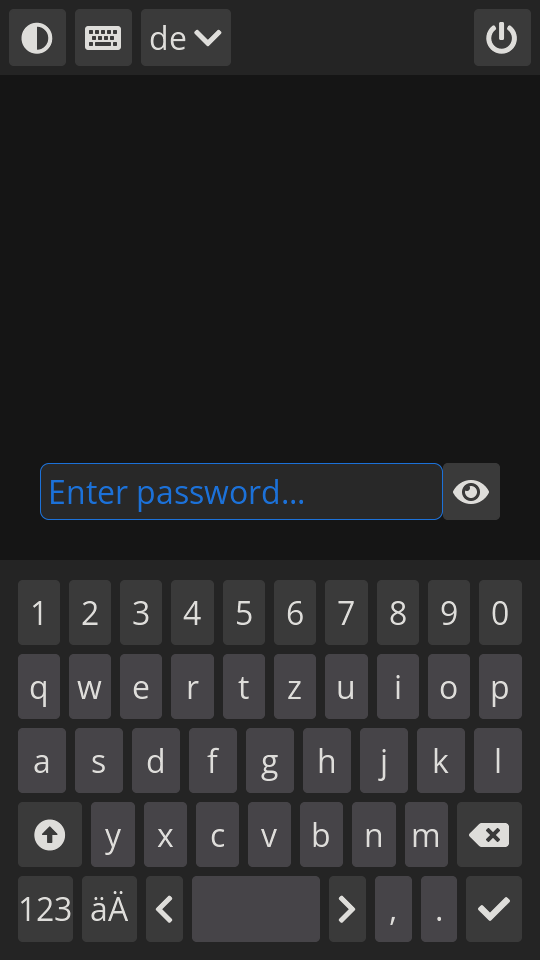 de
Enter password...
1 2 3 4 5 6 7 8 9 0
q w e r t z u i o p
a s d f g h j k l
y x c v b n m
123 äÄ , .